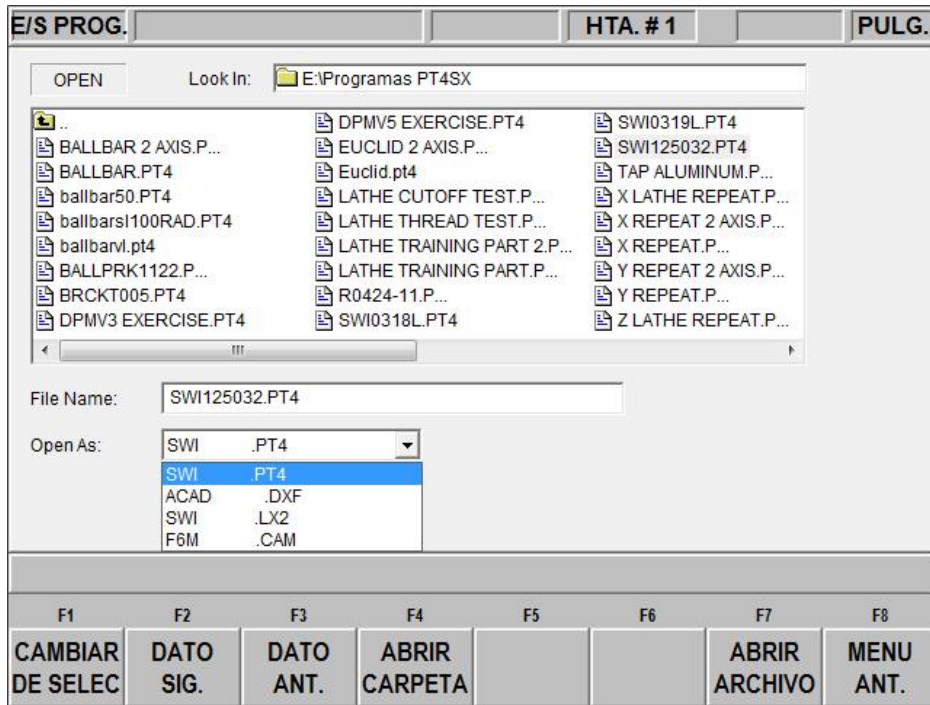 E/S PROG. HTA. # 1 PULG.
OPEN Look In: E:\Programas PT4SX
..
BALLBAR 2 AXIS.P...
BALLBAR.PT4
ballbar50.PT4
ballbarsl100RAD.PT4
ballbarvl.pt4
BALLPRK1122.P...
BRCKT005.PT4
DPMV3 EXERCISE.PT4
DPMV5 EXERCISE.PT4
EUCLID 2 AXIS.P...
Euclid.pt4
LATHE CUTOFF TEST.P...
LATHE THREAD TEST.P...
LATHE TRAINING PART 2.P...
LATHE TRAINING PART.P...
R0424-11.P...
SWI0318L.PT4
SWI0319L.PT4
SWI125032.PT4
TAP ALUMINUM.P...
X LATHE REPEAT.P...
X REPEAT 2 AXIS.P...
X REPEAT.P...
Y REPEAT 2 AXIS.P...
Y REPEAT.P...
Z LATHE REPEAT.P...
File Name: SWI125032.PT4
Open As: SWI .PT4
SWI .PT4
ACAD .DXF
SWI .LX2
F6M .CAM
F1 F2 F3 F4 F5 F6 F7 F8
CAMBIAR DE SELEC
DATO SIG.
DATO ANT.
ABRIR CARPETA
ABRIR ARCHIVO
MENU ANT.